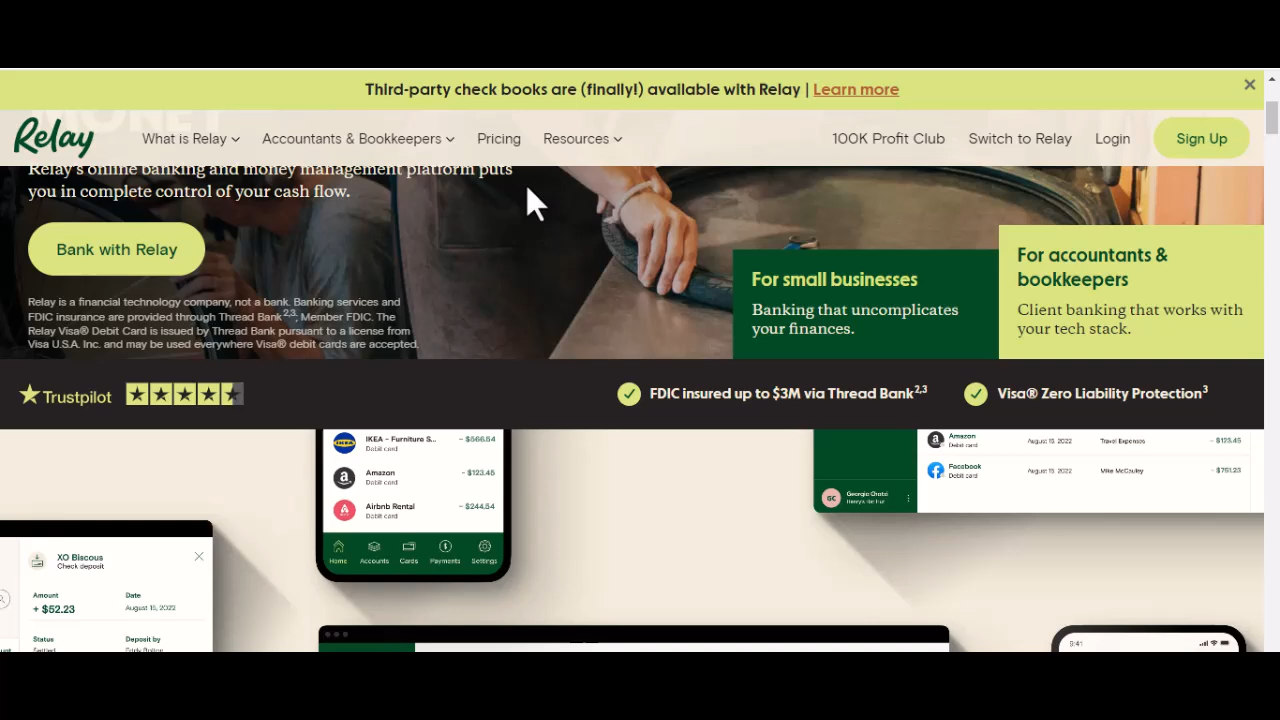 Third-party check books are (finally!) available with Relay | Learn more
MONEY
Relay What is Relay Accountants & Bookkeepers Pricing Resources 100K Profit Club Switch to Relay Login Sign Up
Relay's online banking and money management platform puts
you in complete control of your cash flow.
Bank with Relay
Relay is a financial technology company, not a bank. Banking services and
FDIC insurance are provided through Thread Bank2,3, Member FDIC. The
Relay Visa® Debit Card is issued by Thread Bank pursuant to a license from
Visa U.S.A. Inc. and may be used everywhere Visa® debit cards are accepted.
For small businesses
Banking that uncomplicates
your finances.
For accountants &
bookkeepers
Client banking that works with
your tech stack.
Trustpilot
FDIC insured up to $3M via Thread Bank2,3
Visa® Zero Liability Protection3
IKEA - Furniture S... - $566.54
Debit card
Amazon - $123.45
Debit card
Airbnb Rental - $244.54
Debit card
Home Accounts Cards Payments Settings
Amazon August 15, 2022 Travel Expenses - $123.45
Debit card
Facebook August 15, 2022 Mike McCauley - $751.23
Debit card
GC Georgie Chotsi
XO Biscous
Check deposit
Amount Date
+ $52.23 August 15, 2022
Status Deposit by
9:41